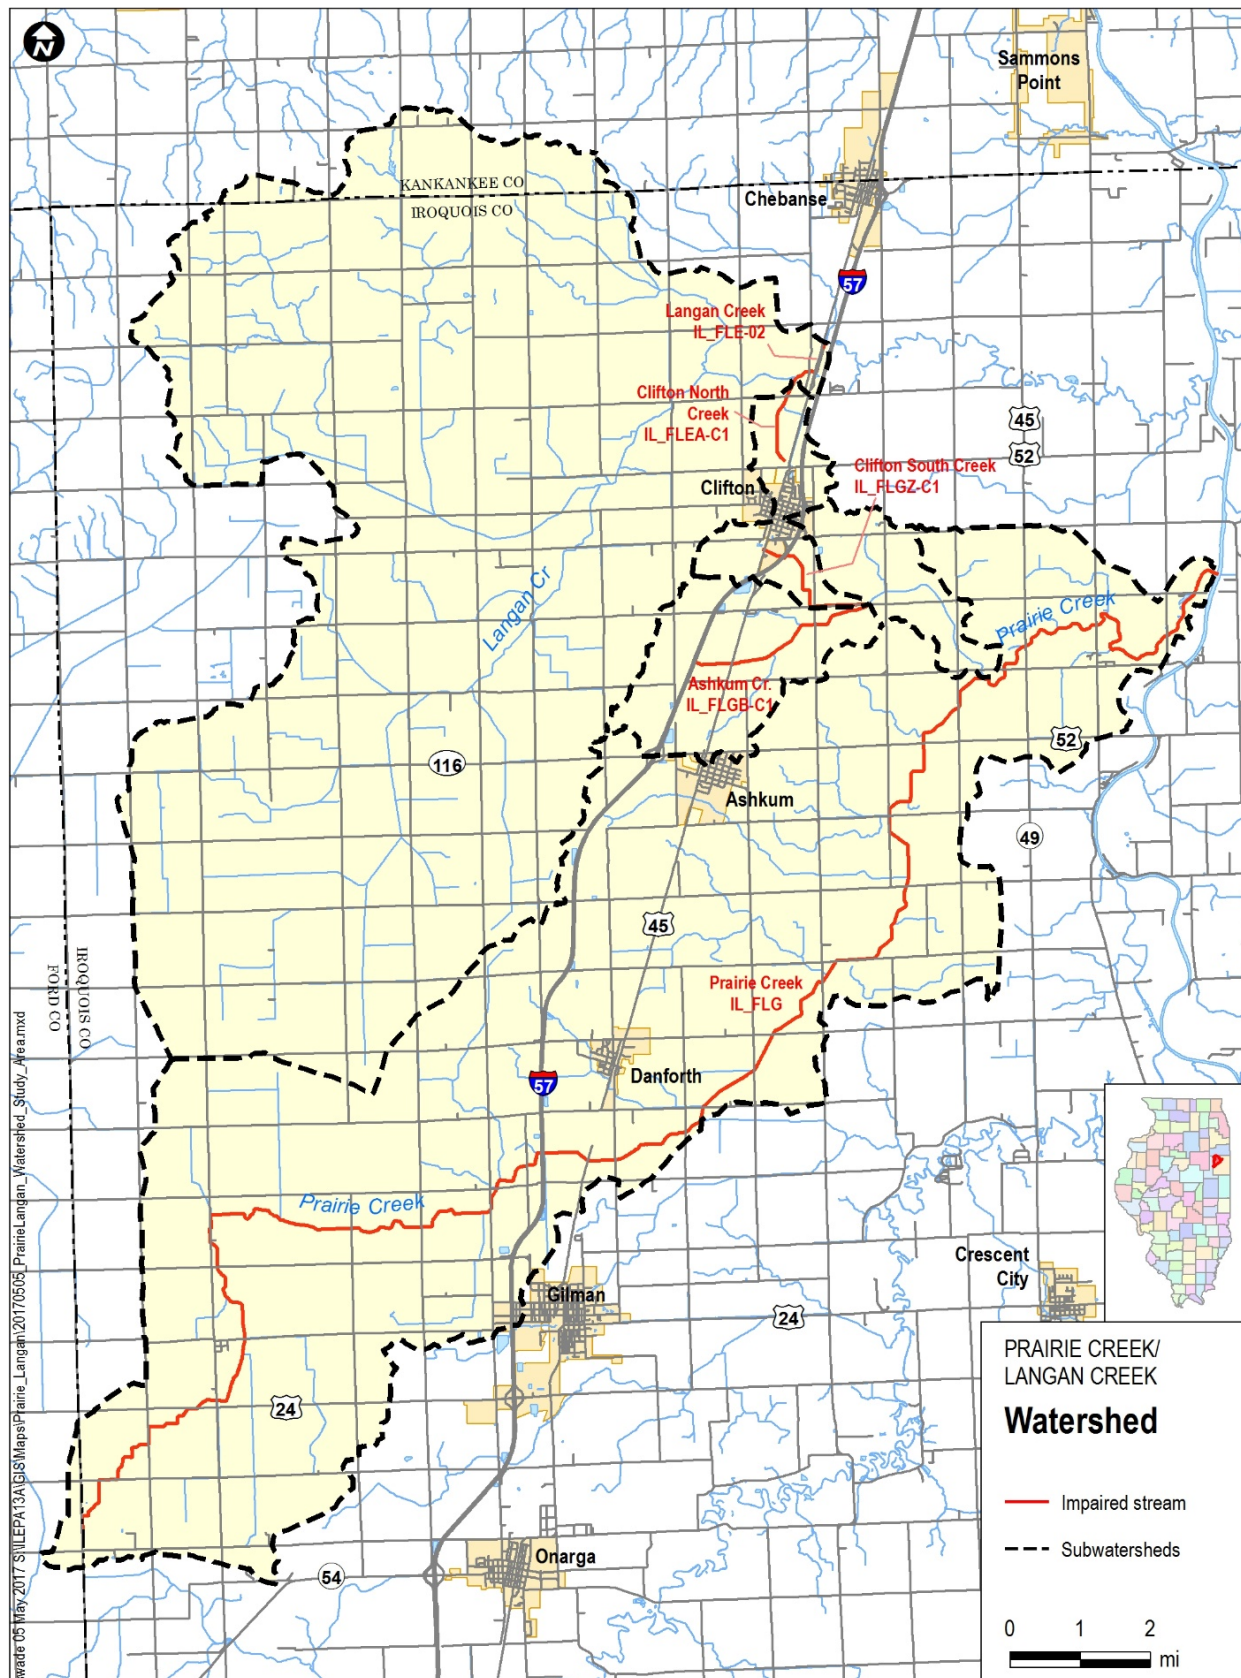 N
Sammons
Point
KANKANKEE CO
IROQUOIS CO
Chebanse
57
Langan Creek
IL_FLE-02
Clifton North
Creek
IL_FLEA-C1
45
52
Clifton South Creek
IL_FLGZ-C1
Clifton
Langan Cr
Prairie Creek
Ashkum Cr.
IL_FLGB-C1
52
116
Ashkum
49
45
IROQUOIS CO
FORD CO
Prairie Creek
IL_FLG
Danforth
57
Prairie Creek
Crescent
City
Gilman
24
24
Onarga
54
PRAIRIE CREEK/
LANGAN CREEK
Watershed
Impaired stream
Subwatersheds
0 1 2
mi